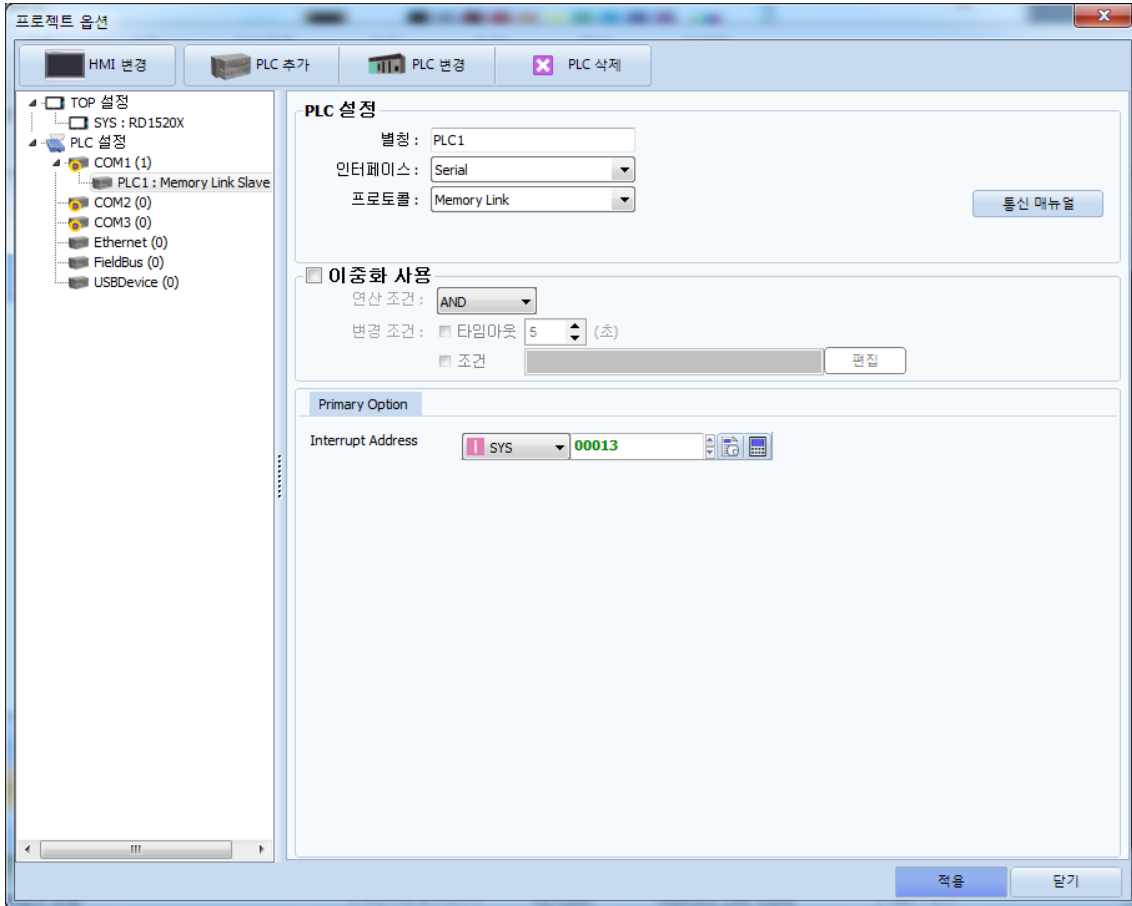 프로젝트 옵션
HMI 변경
PLC 추가
PLC 변경
PLC 삭제
TOP 설정
SYS : RD1520X
PLC 설정
COM1 (1)
PLC1 : Memory Link Slave
COM2 (0)
COM3 (0)
Ethernet (0)
FieldBus (0)
USBDevice (0)
PLC 설정
별칭 : PLC1
인터페이스 : Serial
프로토콜 : Memory Link
통신 매뉴얼
이중화 사용
연산 조건 : AND
변경 조건 : 타임아웃 5 (초)
조건 편집
Primary Option
Interrupt Address SYS 00013
적용 닫기